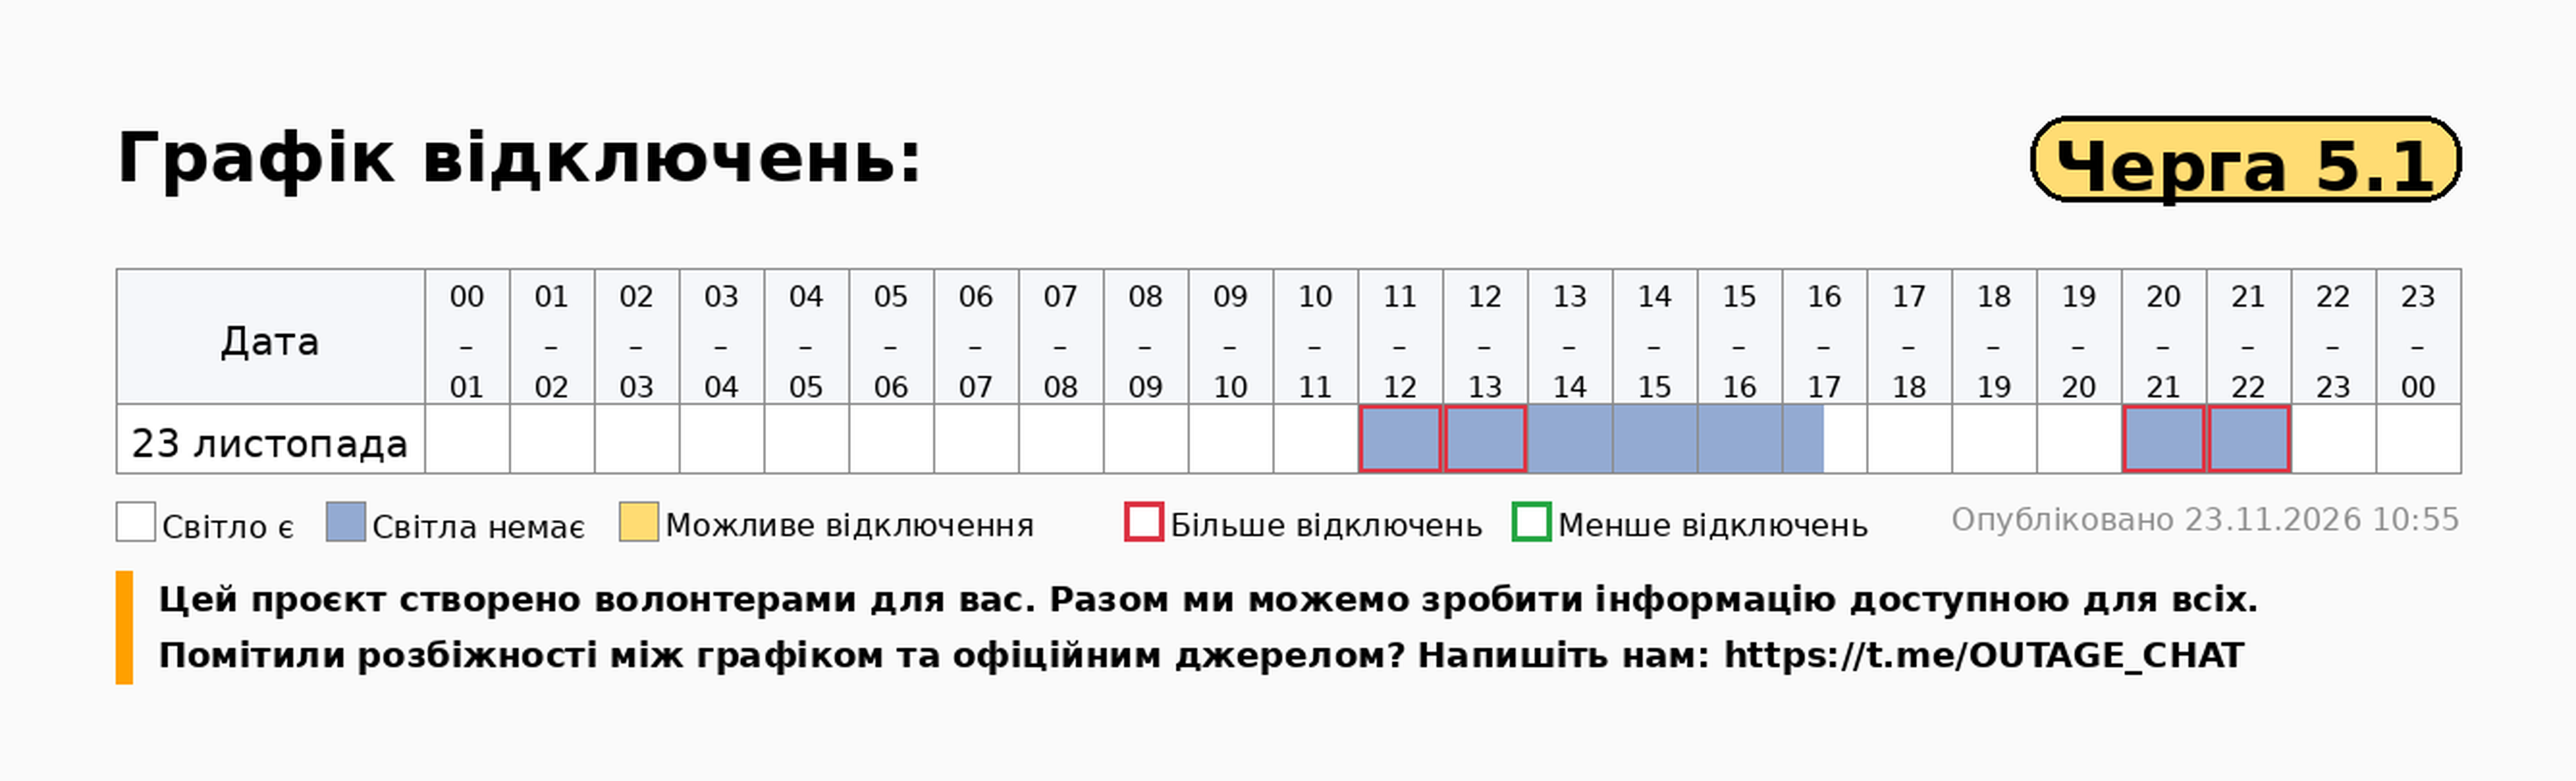 Графік відключень:
Черга 5.1
Дата
00 – 01
01 – 02
02 – 03
03 – 04
04 – 05
05 – 06
06 – 07
07 – 08
08 – 09
09 – 10
10 – 11
11 – 12
12 – 13
13 – 14
14 – 15
15 – 16
16 – 17
17 – 18
18 – 19
19 – 20
20 – 21
21 – 22
22 – 23
23 – 00
23 листопада
Світло є
Світла немає
Можливе відключення
Більше відключень
Менше відключень
Опубліковано 23.11.2026 10:55
Цей проєкт створено волонтерами для вас. Разом ми можемо зробити інформацію доступною для всіх.
Помітили розбіжності між графіком та офіційним джерелом? Напишіть нам: https://t.me/OUTAGE_CHAT